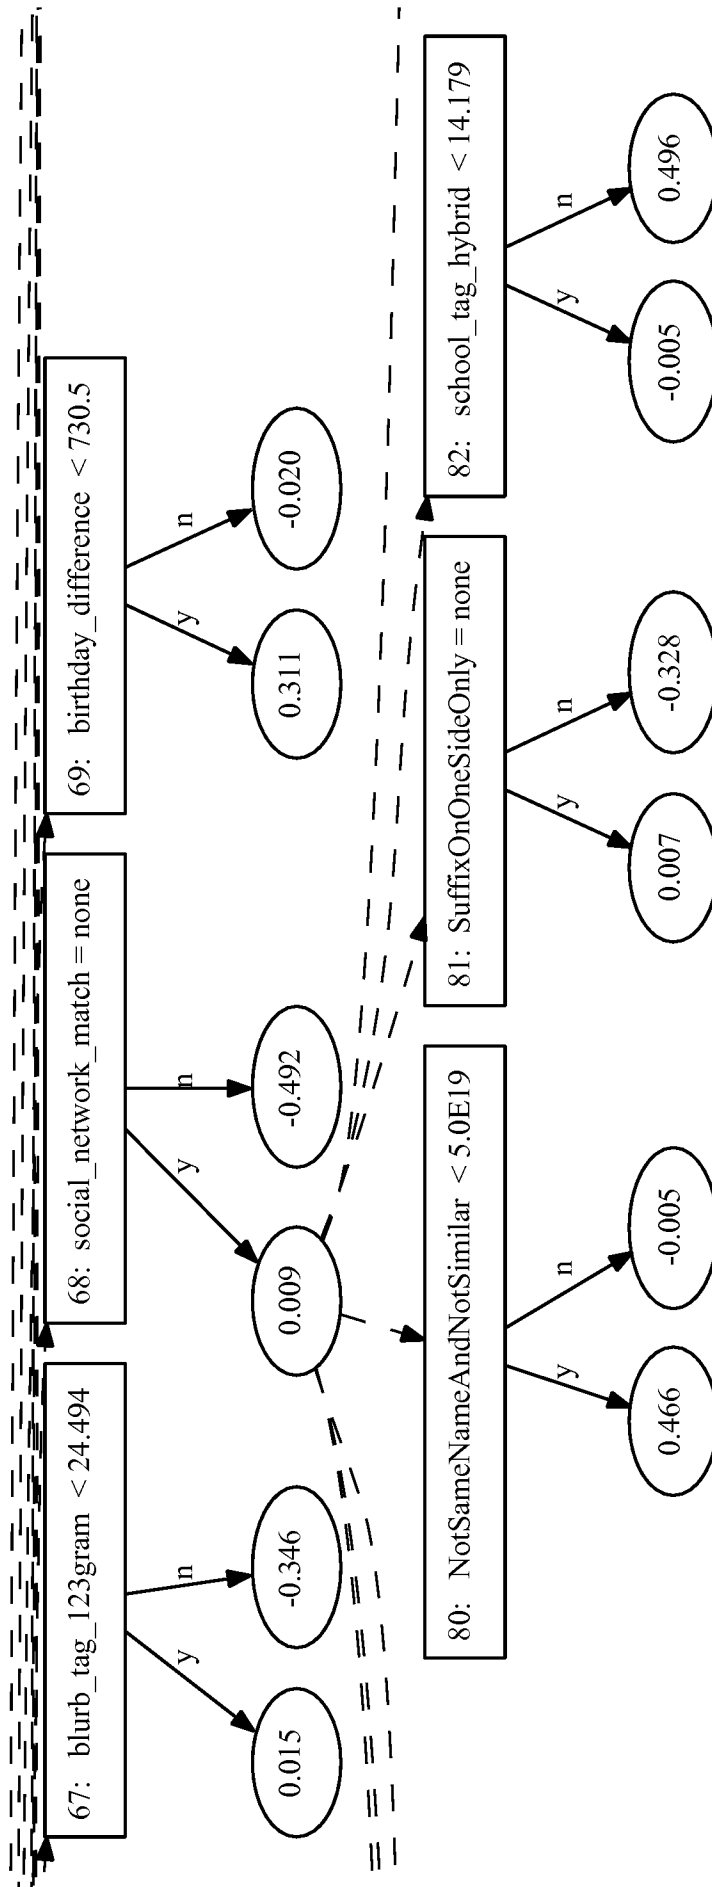 67: blurb_tag_123gram < 24.494
68: social_network_match = none
69: birthday_difference < 730.5
y
n
y
n
y
n
0.015
-0.346
0.009
-0.492
0.311
-0.020
80: NotSameNameAndNotSimilar < 5.0E19
81: SuffixOnOneSideOnly = none
82: school_tag_hybrid < 14.179
y
n
y
n
y
n
0.466
-0.005
0.007
-0.328
-0.005
0.496